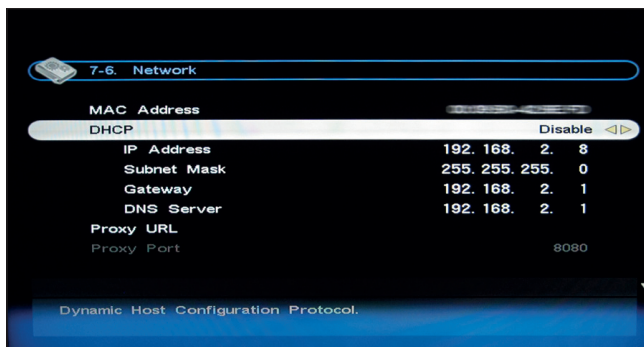 7-6. Network
MAC Address
DHCP Disable
IP Address 192. 168. 2. 8
Subnet Mask 255. 255. 255. 0
Gateway 192. 168. 2. 1
DNS Server 192. 168. 2. 1
Proxy URL
Proxy Port 8080
Dynamic Host Configuration Protocol.